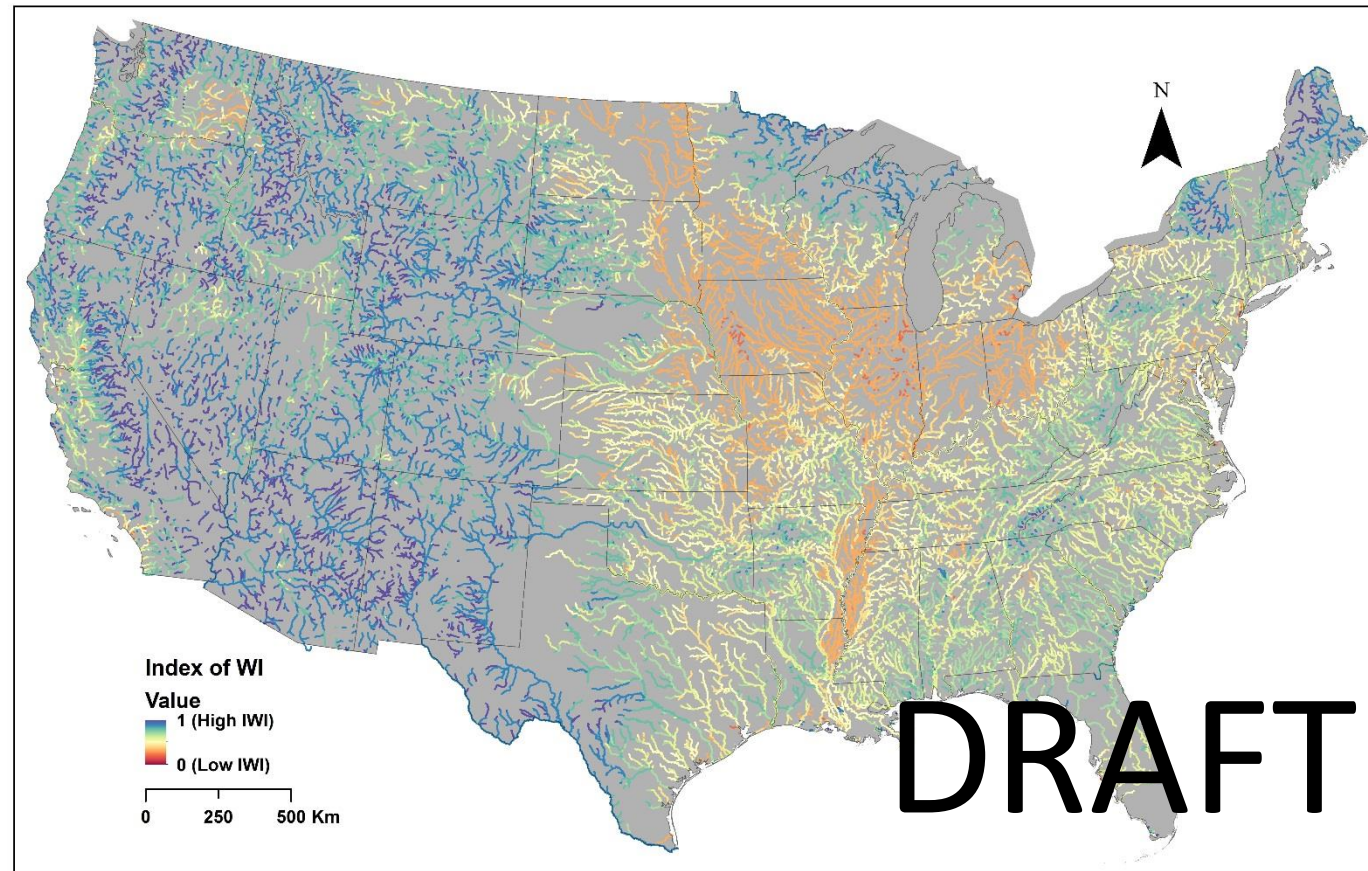 N
Index of WI
Value
1 (High IWI)
0 (Low IWI)
0 250 500 Km
DRAFT